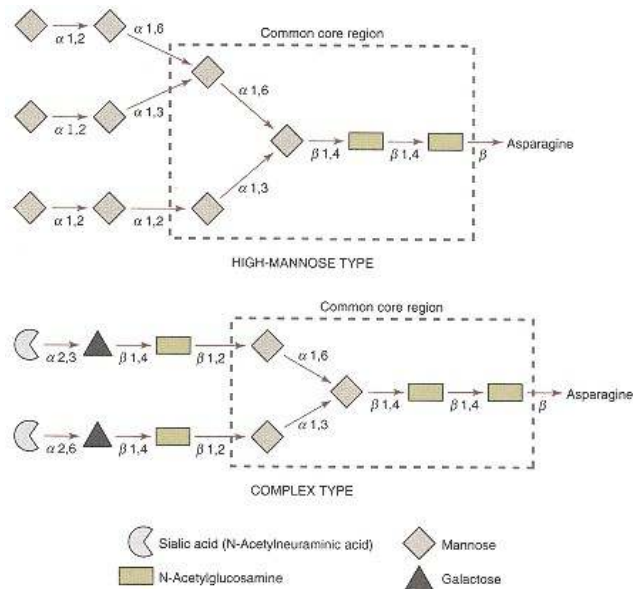 α 1,2
α 1,6
Common core region
α 1,2
α 1,3
α 1,6
β 1,4
β 1,4
β
Asparagine
α 1,2
α 1,2
α 1,3
HIGH-MANNOSE TYPE
Common core region
α 2,3
β 1,4
β 1,2
α 1,6
β 1,4
β 1,4
β
Asparagine
α 2,6
β 1,4
β 1,2
α 1,3
COMPLEX TYPE
Sialic acid (N-Acetylneuraminic acid)
Mannose
N-Acetylglucosamine
Galactose